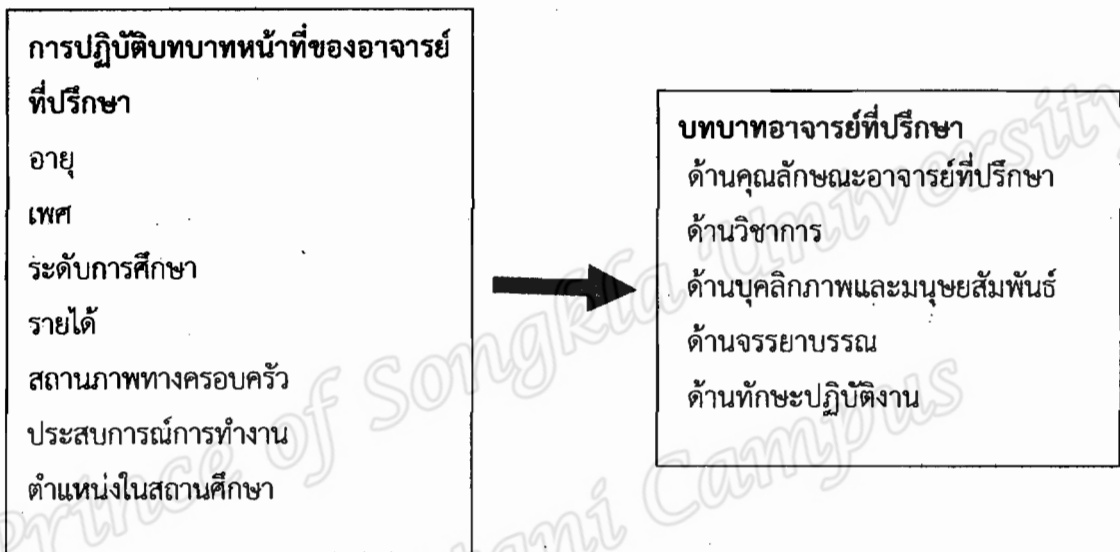 การปฏิบัติบทบาทหน้าที่ของอาจารย์
ที่ปรึกษา
อายุ
เพศ
ระดับการศึกษา
รายได้
สถานภาพทางครอบครัว
ประสบการณ์การทำงาน
ตำแหน่งในสถานศึกษา
บทบาทอาจารย์ที่ปรึกษา
ด้านคุณลักษณะอาจารย์ที่ปรึกษา
ด้านวิชาการ
ด้านบุคลิกภาพและมนุษยสัมพันธ์
ด้านจรรยาบรรณ
ด้านทักษะปฏิบัติงาน
Prince of Songkla University
Pattani Campus